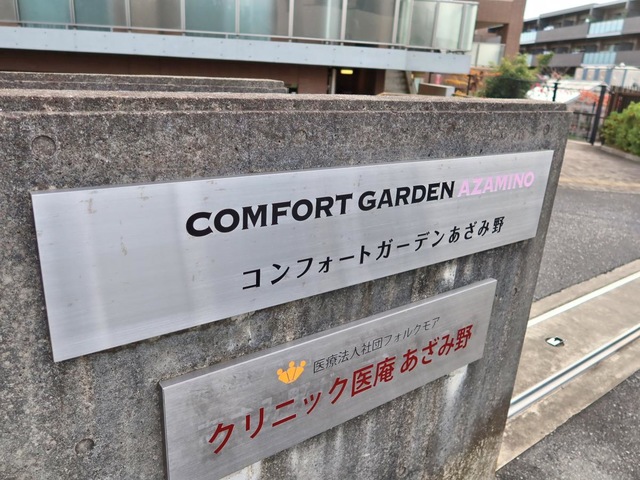 COMFORT GARDEN AZAMINO
コンフォートガーデンあざみ野
医療法人社団フォルクモア
クリニック医庵 あざみ野